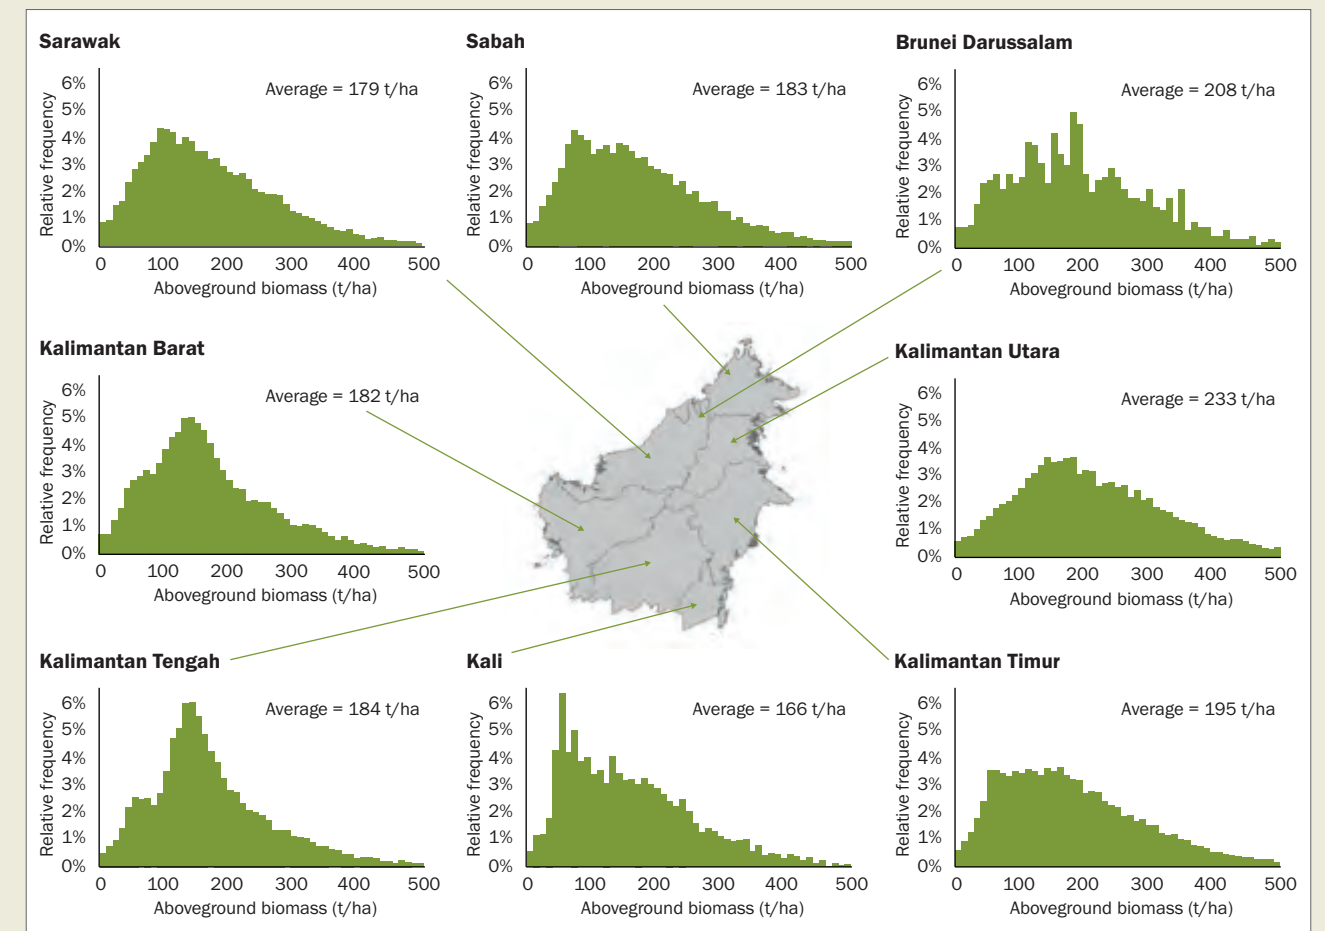 Sarawak
Average = 179 t/ha
Relative frequency
6%
5%
4%
3%
2%
1%
0%
0 100 200 300 400 500
Aboveground biomass (t/ha)
Sabah
Average = 183 t/ha
Relative frequency
6%
5%
4%
3%
2%
1%
0%
0 100 200 300 400 500
Aboveground biomass (t/ha)
Brunei Darussalam
Average = 208 t/ha
Relative frequency
6%
5%
4%
3%
2%
1%
0%
0 100 200 300 400 500
Aboveground biomass (t/ha)
Kalimantan Barat
Average = 182 t/ha
Relative frequency
6%
5%
4%
3%
2%
1%
0%
0 100 200 300 400 500
Aboveground biomass (t/ha)
Kalimantan Utara
Average = 233 t/ha
Relative frequency
6%
5%
4%
3%
2%
1%
0%
0 100 200 300 400 500
Aboveground biomass (t/ha)
Kalimantan Tengah
Average = 184 t/ha
Relative frequency
6%
5%
4%
3%
2%
1%
0%
0 100 200 300 400 500
Aboveground biomass (t/ha)
Kali
Average = 166 t/ha
Relative frequency
6%
5%
4%
3%
2%
1%
0%
0 100 200 300 400 500
Aboveground biomass (t/ha)
Kalimantan Timur
Average = 195 t/ha
Relative frequency
6%
5%
4%
3%
2%
1%
0%
0 100 200 300 400 500
Aboveground biomass (t/ha)